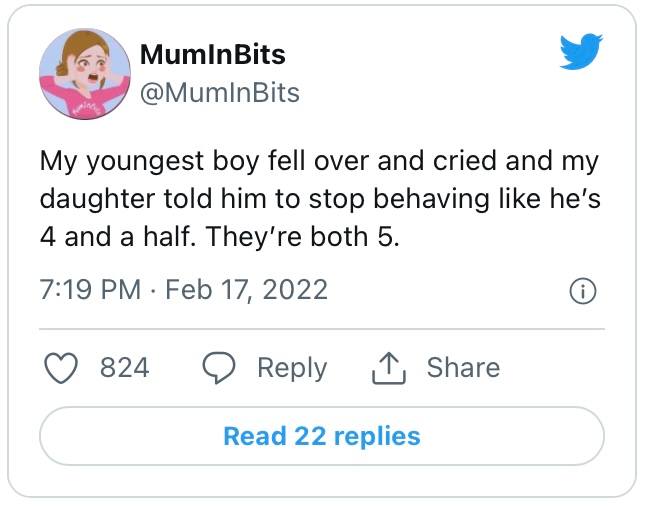 MumInBits
@MumInBits
My youngest boy fell over and cried and my
daughter told him to stop behaving like he’s
4 and a half. They’re both 5.
7:19 PM · Feb 17, 2022
824 Reply Share
Read 22 replies